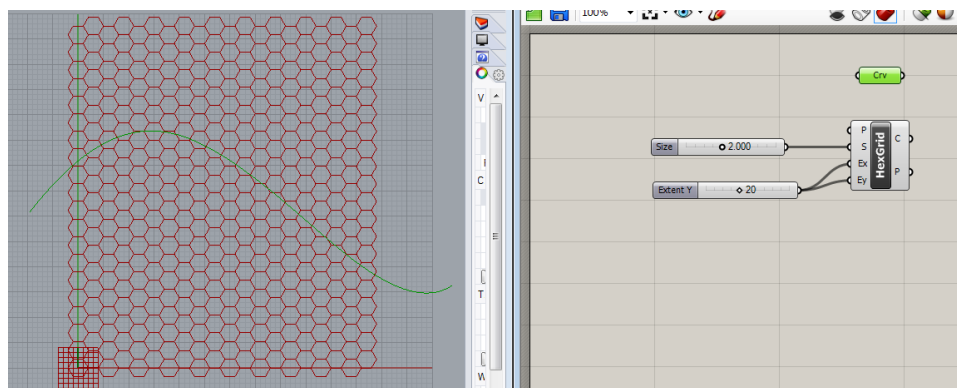 100%
V
C
T
W
Crv
Size 2.000
Extent Y 20
P
S
Ex
Ey
HexGrid
C
P